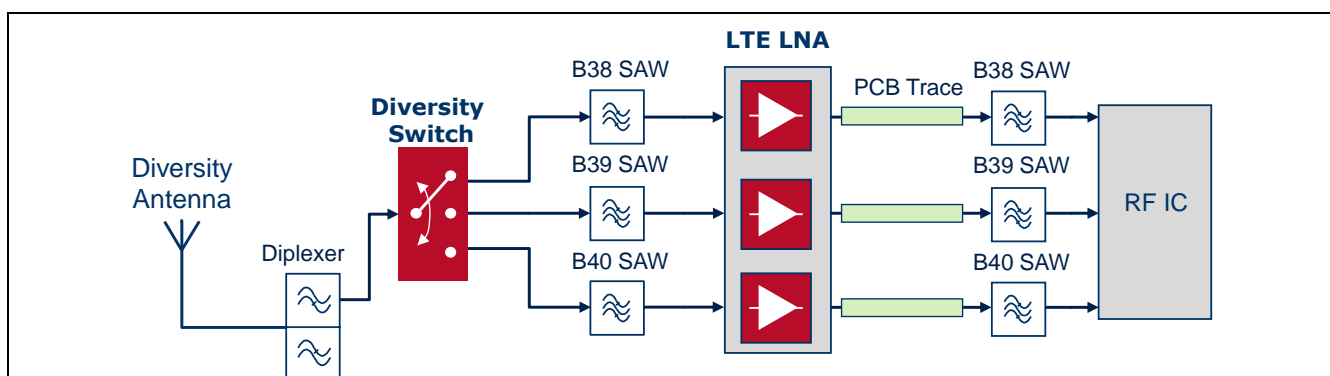 LTE LNA
B38 SAW
PCB Trace
B38 SAW
Diversity
Switch
Diversity
Antenna
B39 SAW
B39 SAW
RF IC
Diplexer
B40 SAW
B40 SAW